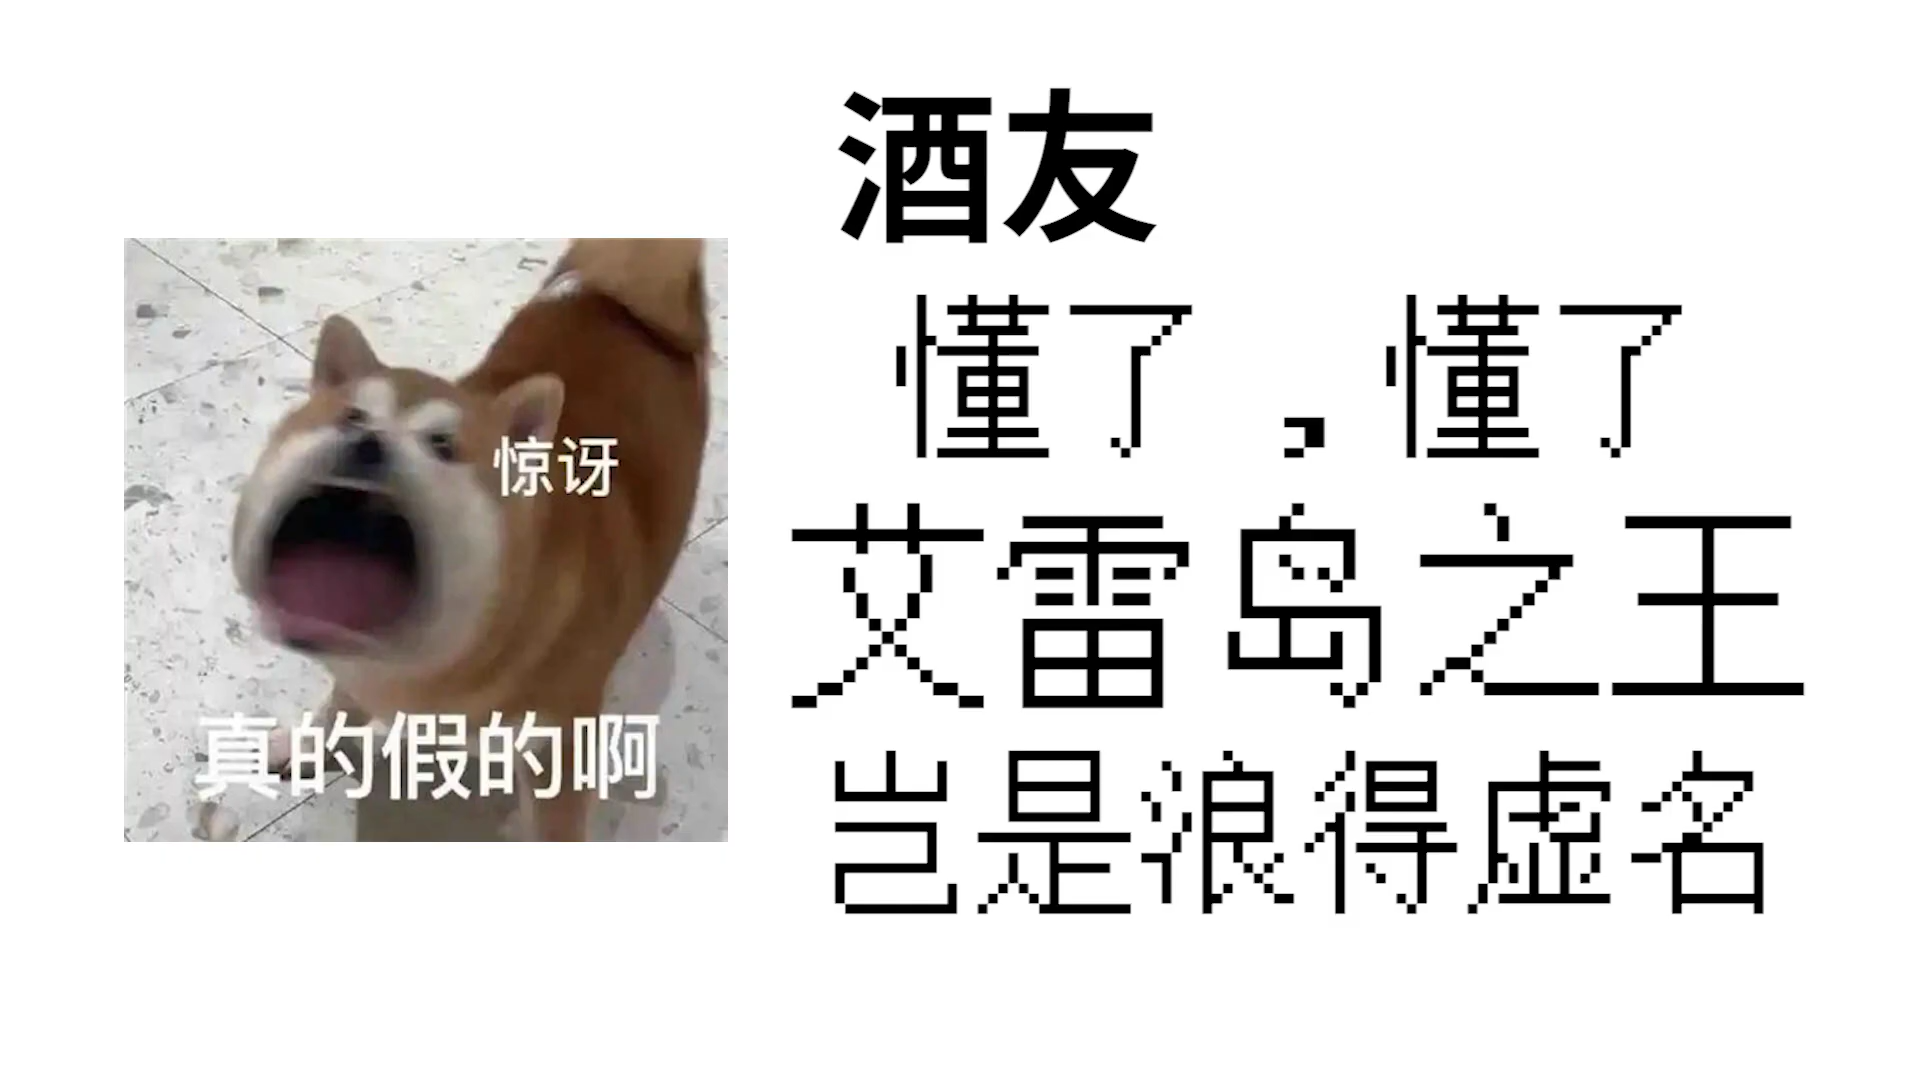 酒友
懂了，懂了
艾雷岛之王
岂是浪得虚名
惊讶
真的假的啊